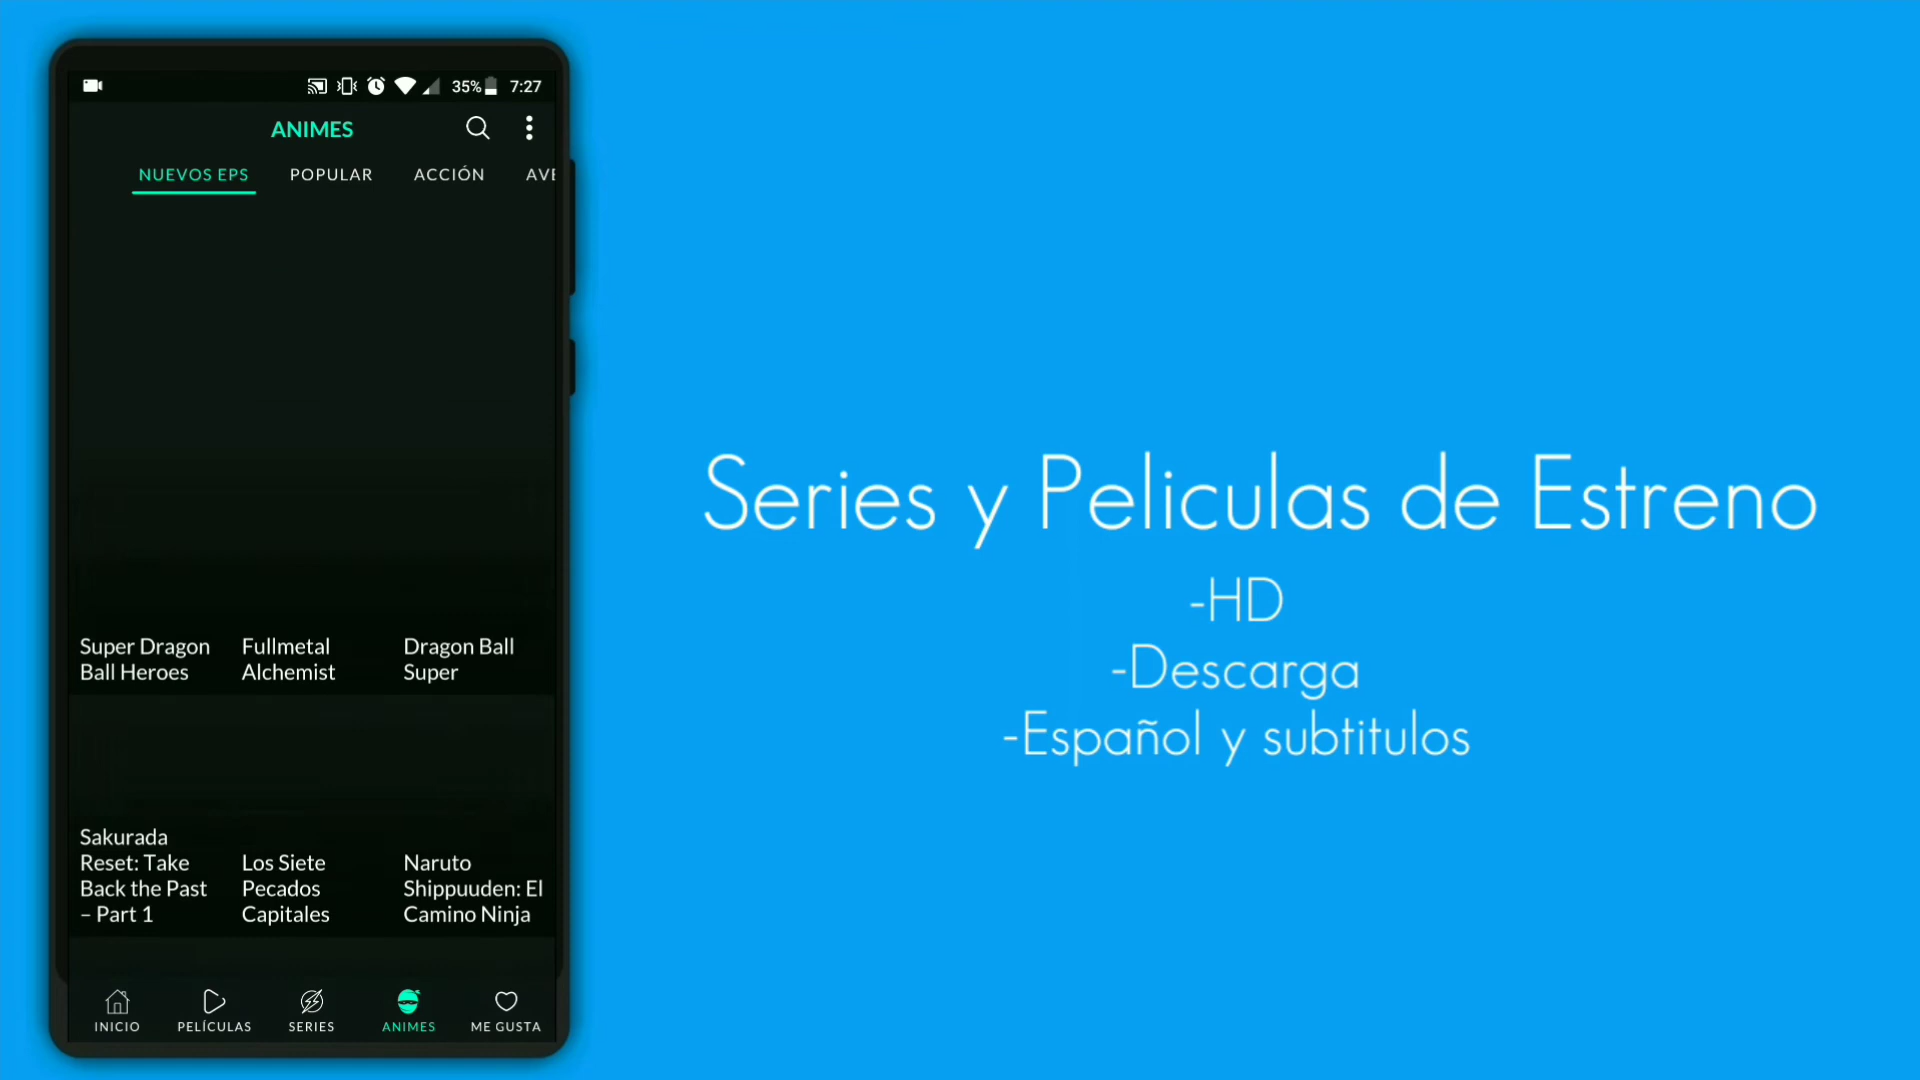 35% 7:27
ANIMES
NUEVOS EPS POPULAR ACCIÓN AVE
Super Dragon
Ball Heroes
Fullmetal
Alchemist
Dragon Ball
Super
Sakurada
Reset: Take
Back the Past
– Part 1
Los Siete
Pecados
Capitales
Naruto
Shippuuden: El
Camino Ninja
INICIO PELÍCULAS SERIES ANIMES ME GUSTA
Series y Peliculas de Estreno
-HD
-Descarga
-Español y subtitulos